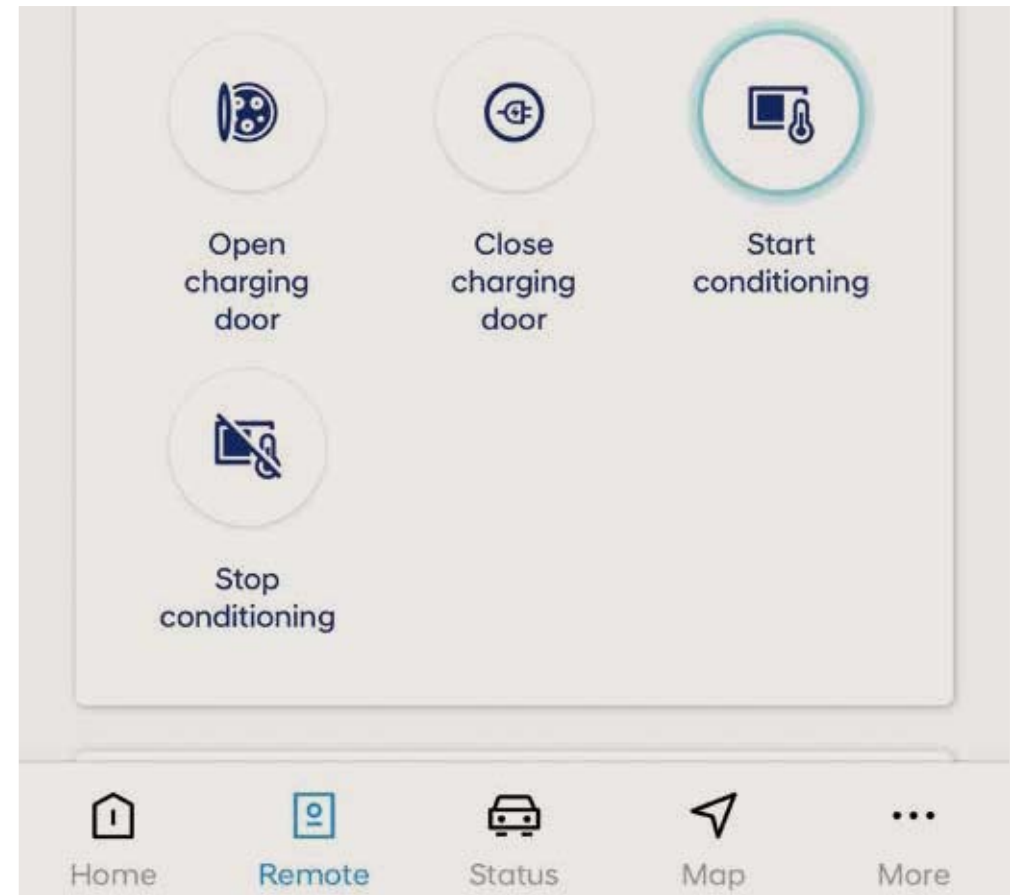 Open
charging
door
Close
charging
door
Start
conditioning
Stop
conditioning
Home
Remote
Status
Map
More